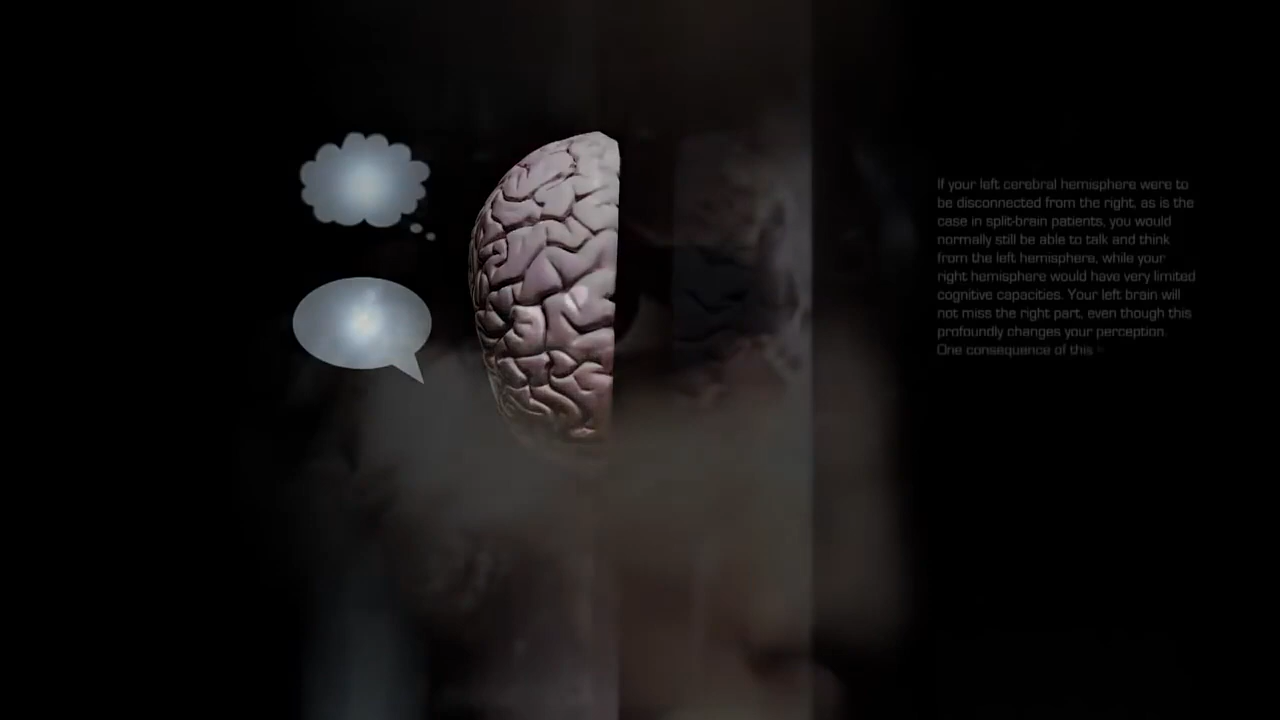 If your left cerebral hemisphere were to
be disconnected from the right, as is the
case in split-brain patients, you would
normally still be able to talk and think
from the left hemisphere, while your
right hemisphere would have very limited
cognitive capacities. Your left brain will
not miss the right part, even though this
profoundly changes your perception.
One consequence of this